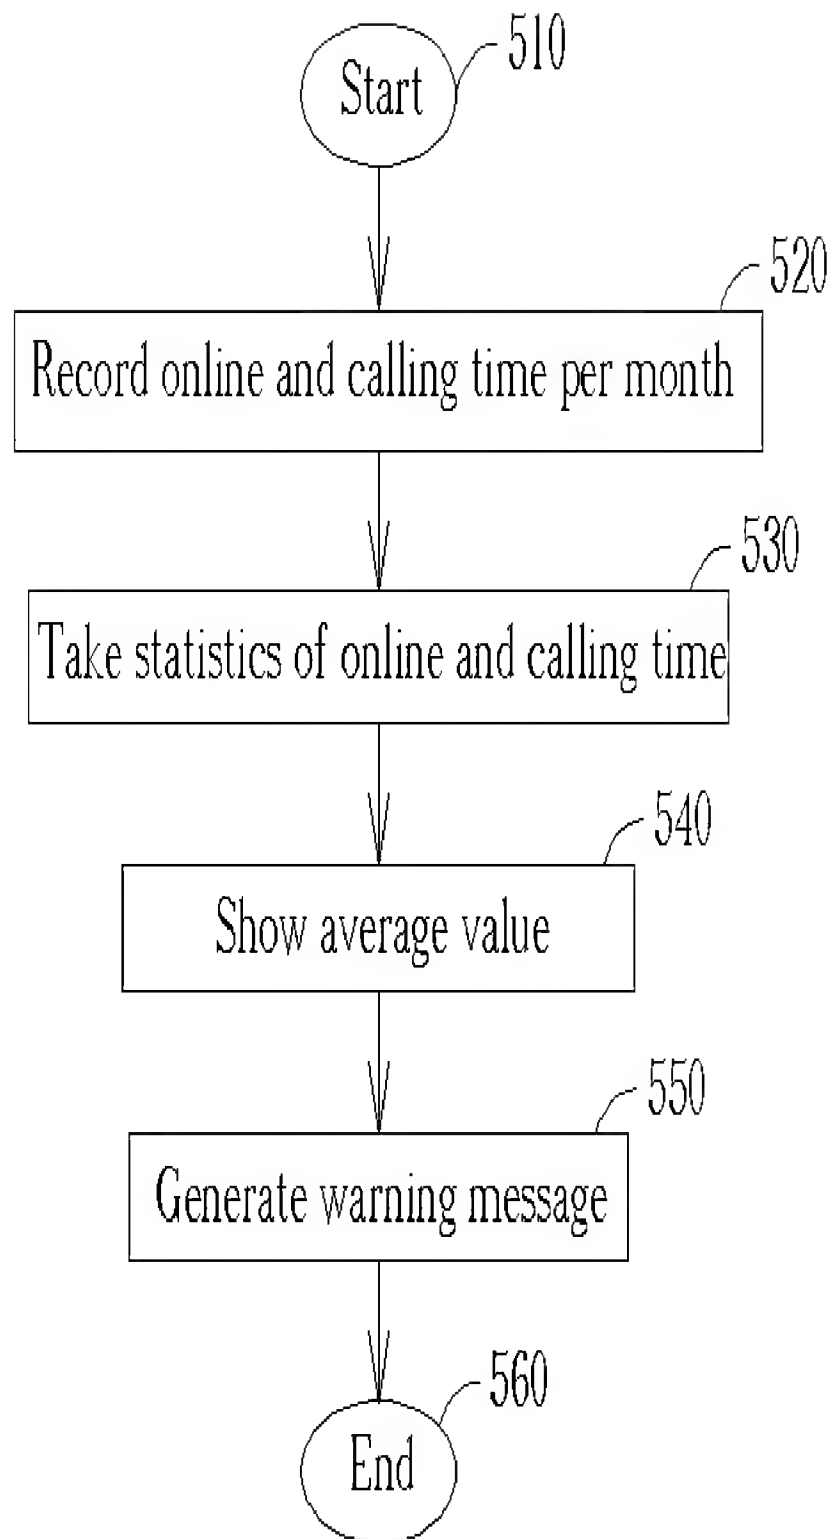 Start
510
520
Record online and calling time per month
530
Take statistics of online and calling time
540
Show average value
550
Generate warning message
560
End